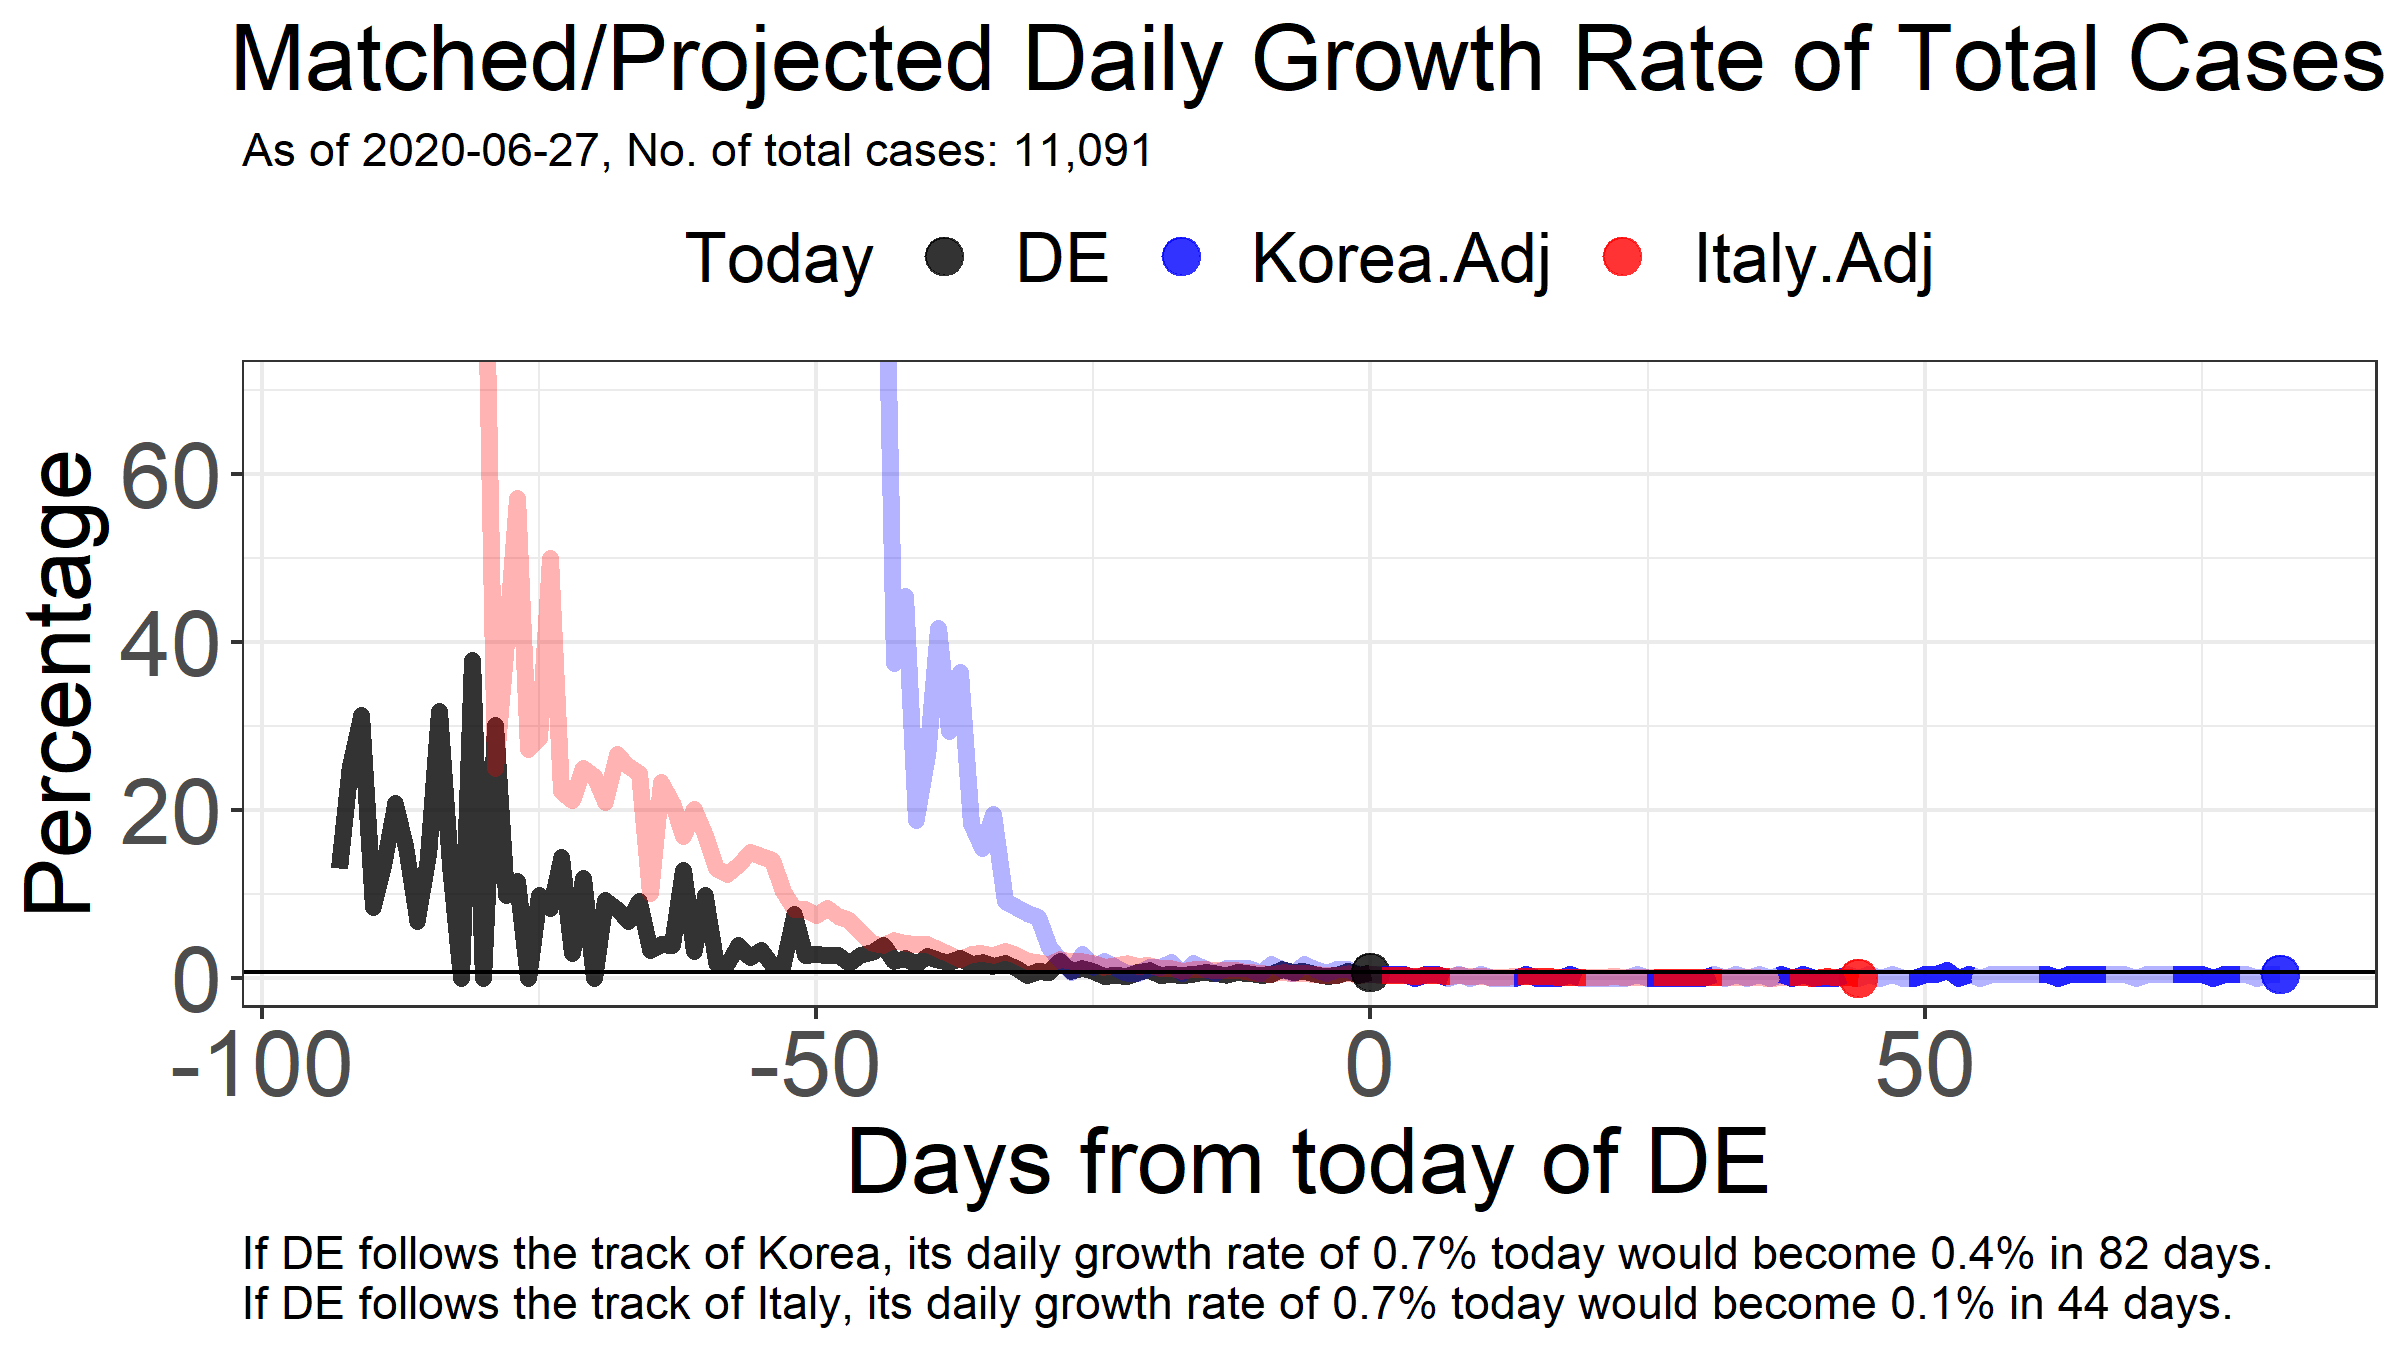 Matched/Projected Daily Growth Rate of Total Cases
As of 2020-06-27, No. of total cases: 11,091
Today DE Korea.Adj Italy.Adj
Percentage
60
40
20
0
-100 -50 0 50
Days from today of DE
If DE follows the track of Korea, its daily growth rate of 0.7% today would become 0.4% in 82 days.
If DE follows the track of Italy, its daily growth rate of 0.7% today would become 0.1% in 44 days.